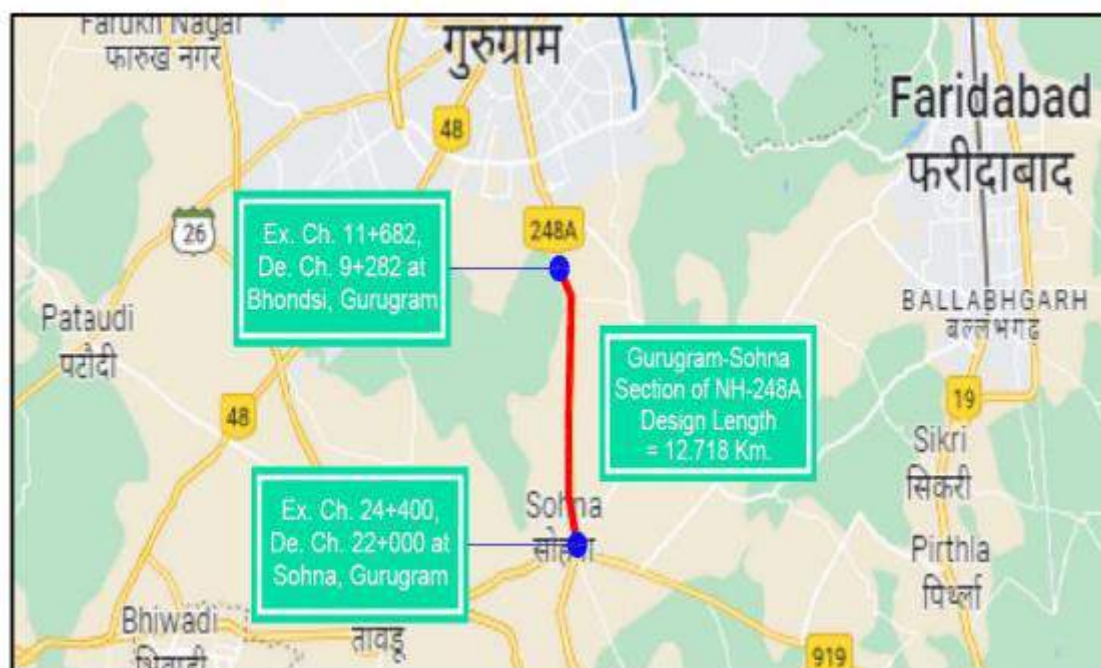 Farukh Nagar
फारुख नगर
गुरुग्राम
48
Faridabad
फरीदाबाद
26
Ex. Ch. 11+682,
De. Ch. 9+282 at
Bhondsi, Gurugram
248A
BALLABHGARH
बल्लभगढ़
Pataudi
पटौदी
Gurugram-Sohna
Section of NH-248A
Design Length
= 12.718 Km.
48
19
Sikri
सिकरी
Ex. Ch. 24+400,
De. Ch. 22+000 at
Sohna, Gurugram
Sohna
सोहना
Pirthla
पिर्थ्ला
Bhiwadi
भिवाड़ी
तावडू
919